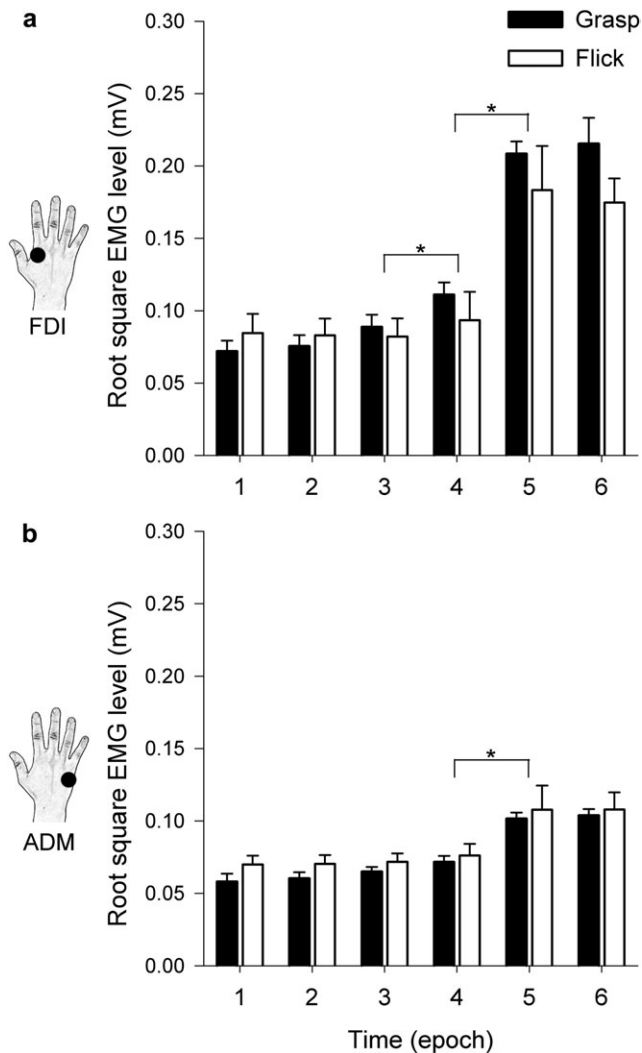 a
Grasp
Flick
Root square EMG level (mV)
0.30
0.25
0.20
0.15
0.10
0.05
0.00
*
*
FDI
1 2 3 4 5 6
b
Root square EMG level (mV)
0.30
0.25
0.20
0.15
0.10
0.05
0.00
*
ADM
1 2 3 4 5 6
Time (epoch)